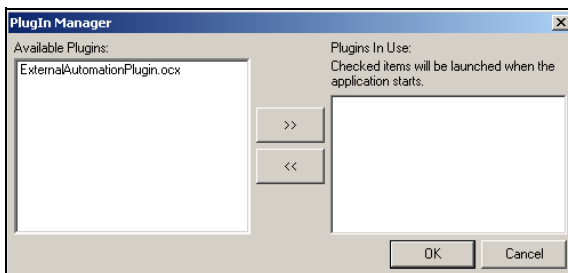 PlugIn Manager
Available Plugins:
ExternalAutomationPlugin.ocx
>>
<<
Plugins In Use:
Checked items will be launched when the
application starts.
OK
Cancel